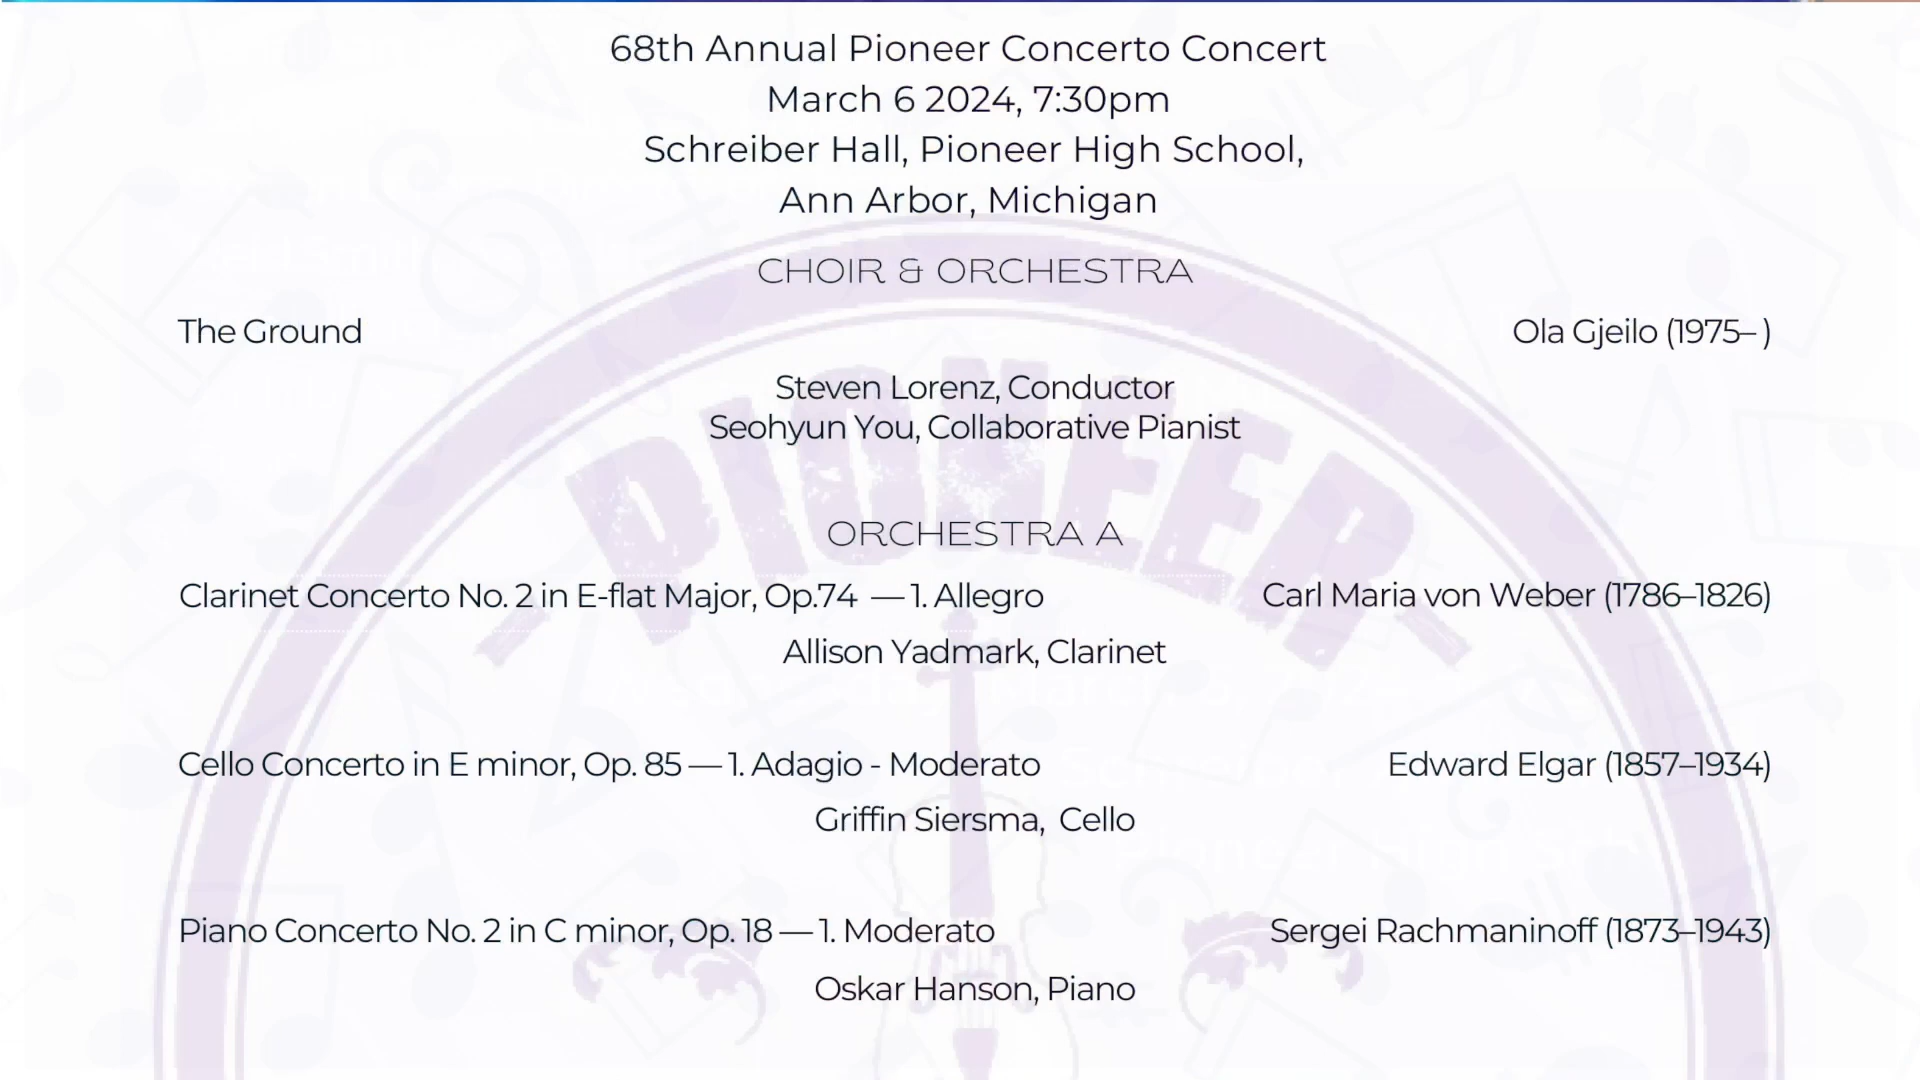 68th Annual Pioneer Concerto Concert
March 6 2024, 7:30pm
Schreiber Hall, Pioneer High School,
Ann Arbor, Michigan
CHOIR & ORCHESTRA
The Ground Ola Gjeilo (1975– )
Steven Lorenz, Conductor
Seohyun You, Collaborative Pianist
PIONEER
ORCHESTRA A
Clarinet Concerto No. 2 in E-flat Major, Op.74 — 1. Allegro Carl Maria von Weber (1786–1826)
Allison Yadmark, Clarinet
Cello Concerto in E minor, Op. 85 — 1. Adagio - Moderato Edward Elgar (1857–1934)
Griffin Siersma, Cello
Piano Concerto No. 2 in C minor, Op. 18 — 1. Moderato Sergei Rachmaninoff (1873–1943)
Oskar Hanson, Piano